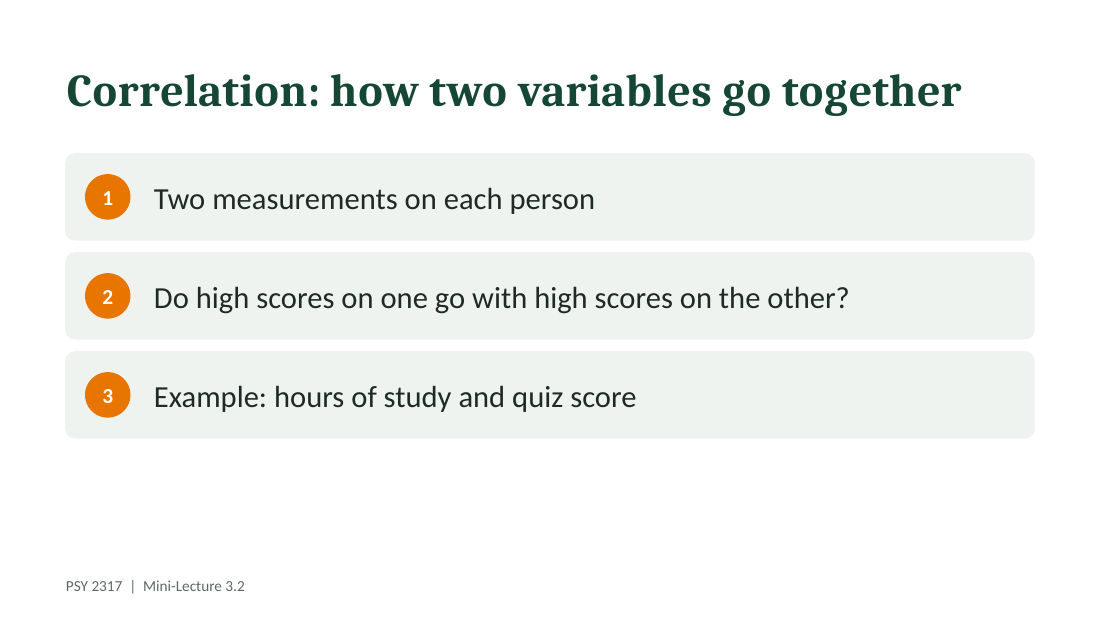 Correlation: how two variables go together
1 Two measurements on each person
2 Do high scores on one go with high scores on the other?
3 Example: hours of study and quiz score
PSY 2317 | Mini-Lecture 3.2